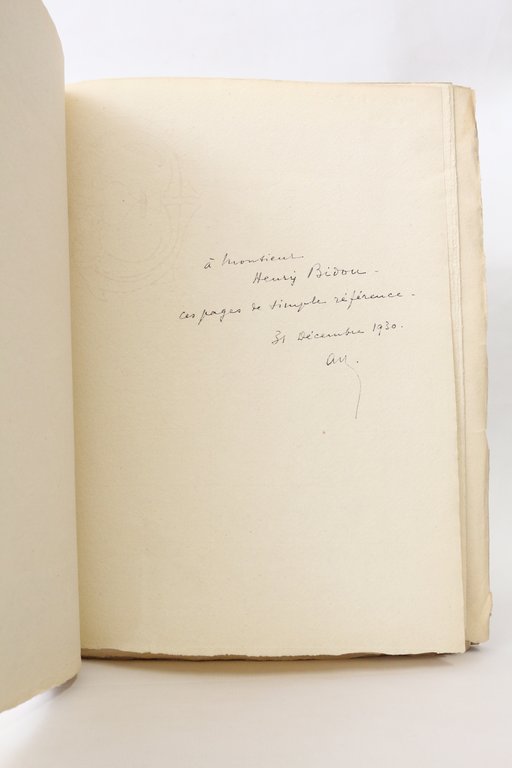 à Monsieur
Henry Bidou -
ces pages de simple référence -
31 Décembre 1930.